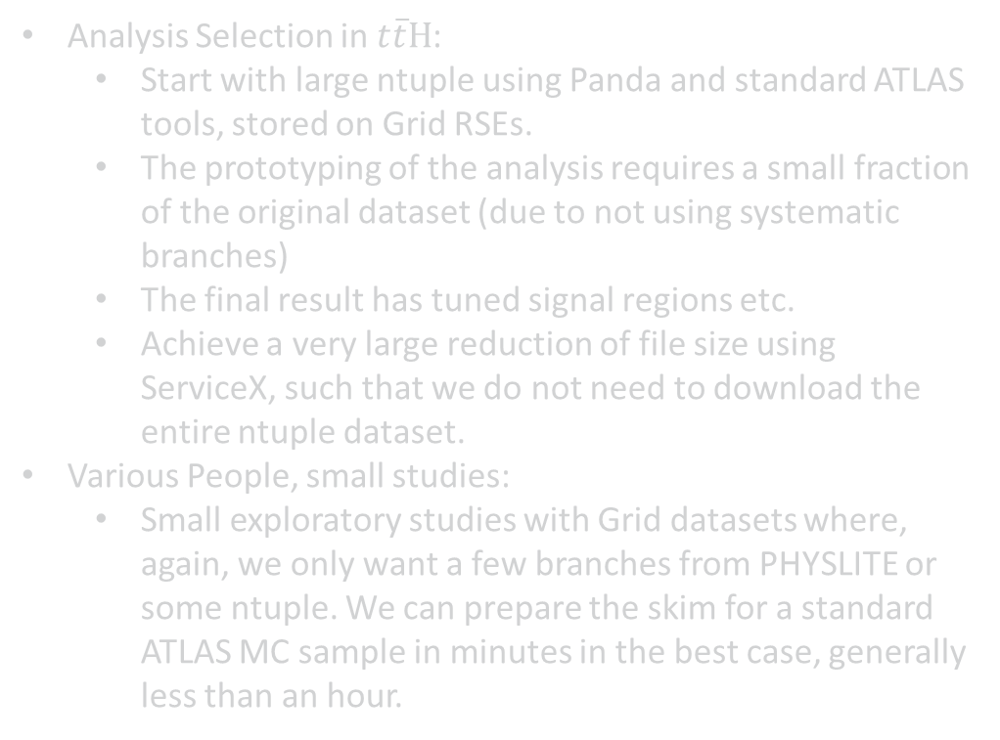 • Analysis Selection in tt̄H:
• Start with large ntuple using Panda and standard ATLAS
tools, stored on Grid RSEs.
• The prototyping of the analysis requires a small fraction
of the original dataset (due to not using systematic
branches)
• The final result has tuned signal regions etc.
• Achieve a very large reduction of file size using
ServiceX, such that we do not need to download the
entire ntuple dataset.
• Various People, small studies:
• Small exploratory studies with Grid datasets where,
again, we only want a few branches from PHYSLITE or
some ntuple. We can prepare the skim for a standard
ATLAS MC sample in minutes in the best case, generally
less than an hour.